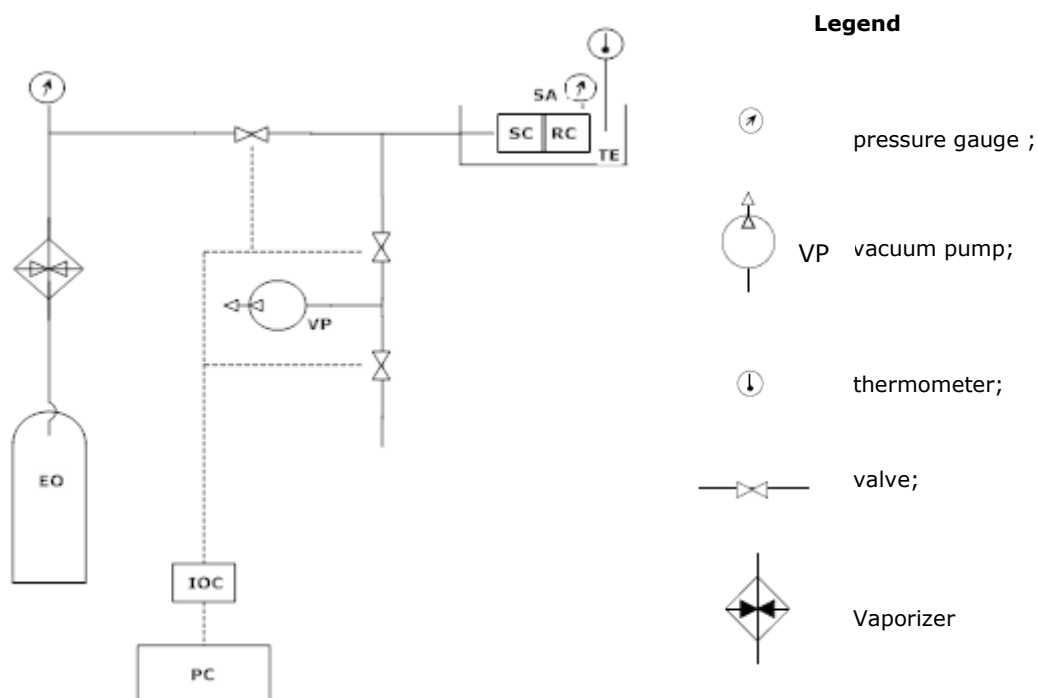 Legend
SA
SC
RC
TE
pressure gauge ;
VP
vacuum pump;
VP
thermometer;
EO
valve;
IOC
Vaporizer
PC